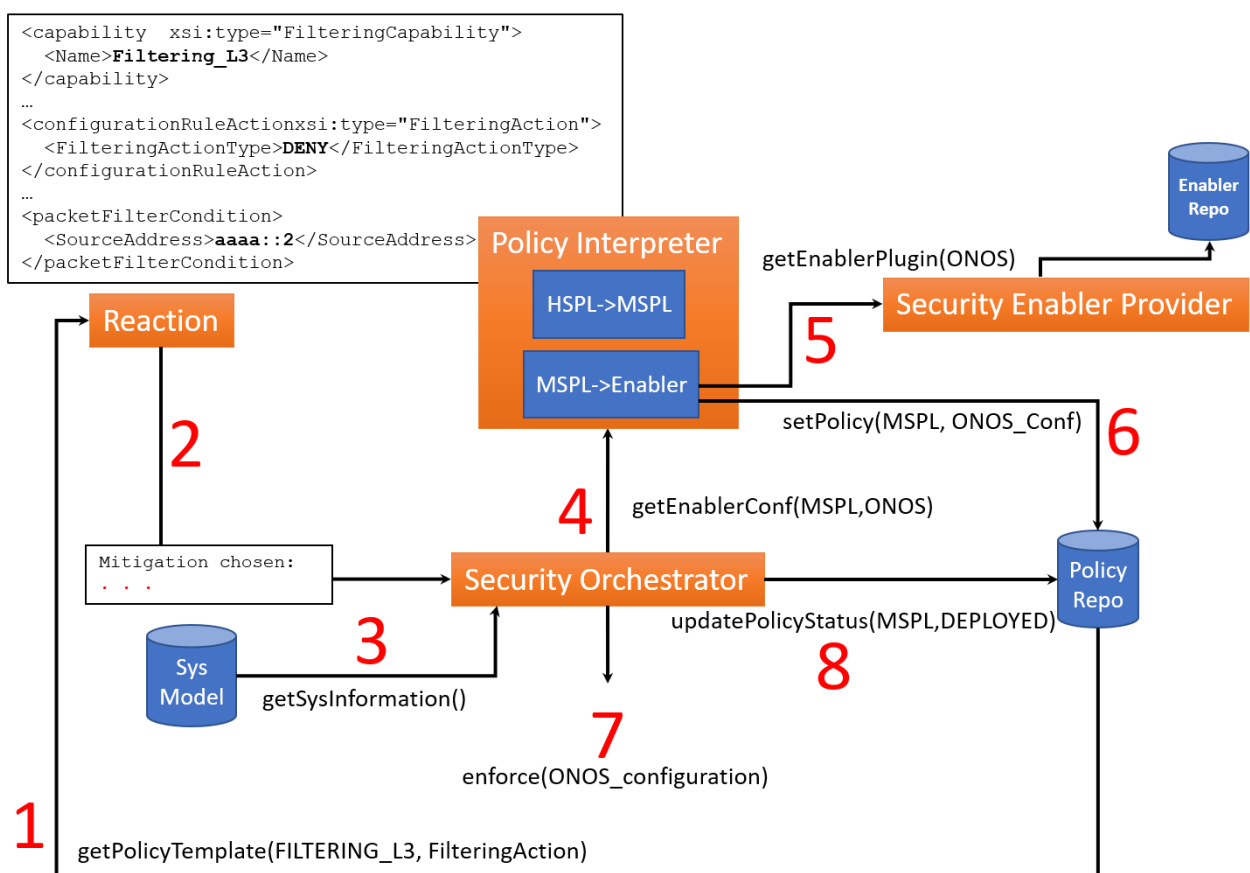 <capability  xsi:type="FilteringCapability">
<Name>Filtering_L3</Name>
</capability>
…
<configurationRuleActionxsi:type="FilteringAction">
<FilteringActionType>DENY</FilteringActionType>
</configurationRuleAction>
…
<packetFilterCondition>
<SourceAddress>aaaa::2</SourceAddress>
</packetFilterCondition>
Enabler
Repo
Policy Interpreter
getEnablerPlugin(ONOS)
HSPL->MSPL
Security Enabler Provider
Reaction
5
MSPL->Enabler
setPolicy(MSPL, ONOS_Conf)
6
2
4
getEnablerConf(MSPL,ONOS)
Mitigation chosen:
. . .
Security Orchestrator
Policy
Repo
updatePolicyStatus(MSPL,DEPLOYED)
3
8
Sys
Model
getSysInformation()
7
enforce(ONOS_configuration)
1
getPolicyTemplate(FILTERING_L3, FilteringAction)